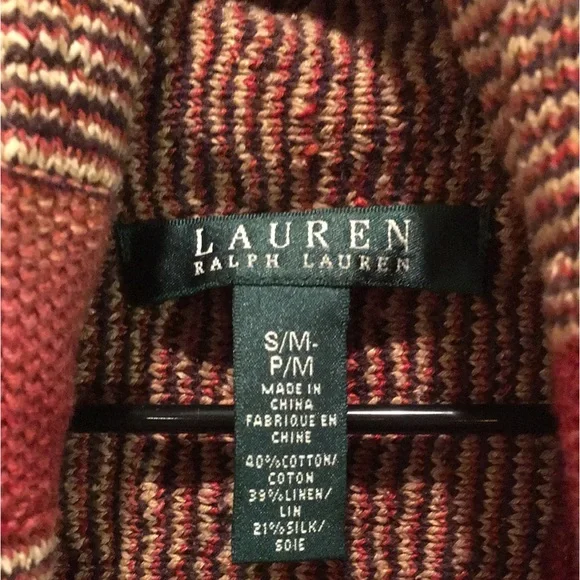 LAUREN
RALPH LAUREN
S/M-
P/M
MADE IN
CHINA
FABRIQUE EN
CHINE
40%COTTON/
COTON
39%LINEN/
LIN
21%SILK/
SOIE